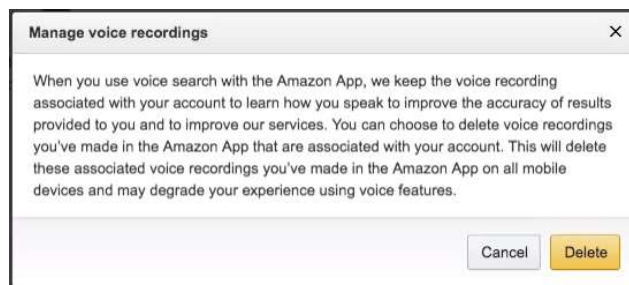 Manage voice recordings
When you use voice search with the Amazon App, we keep the voice recording
associated with your account to learn how you speak to improve the accuracy of results
provided to you and to improve our services. You can choose to delete voice recordings
you've made in the Amazon App that are associated with your account. This will delete
these associated voice recordings you've made in the Amazon App on all mobile
devices and may degrade your experience using voice features.
Cancel Delete